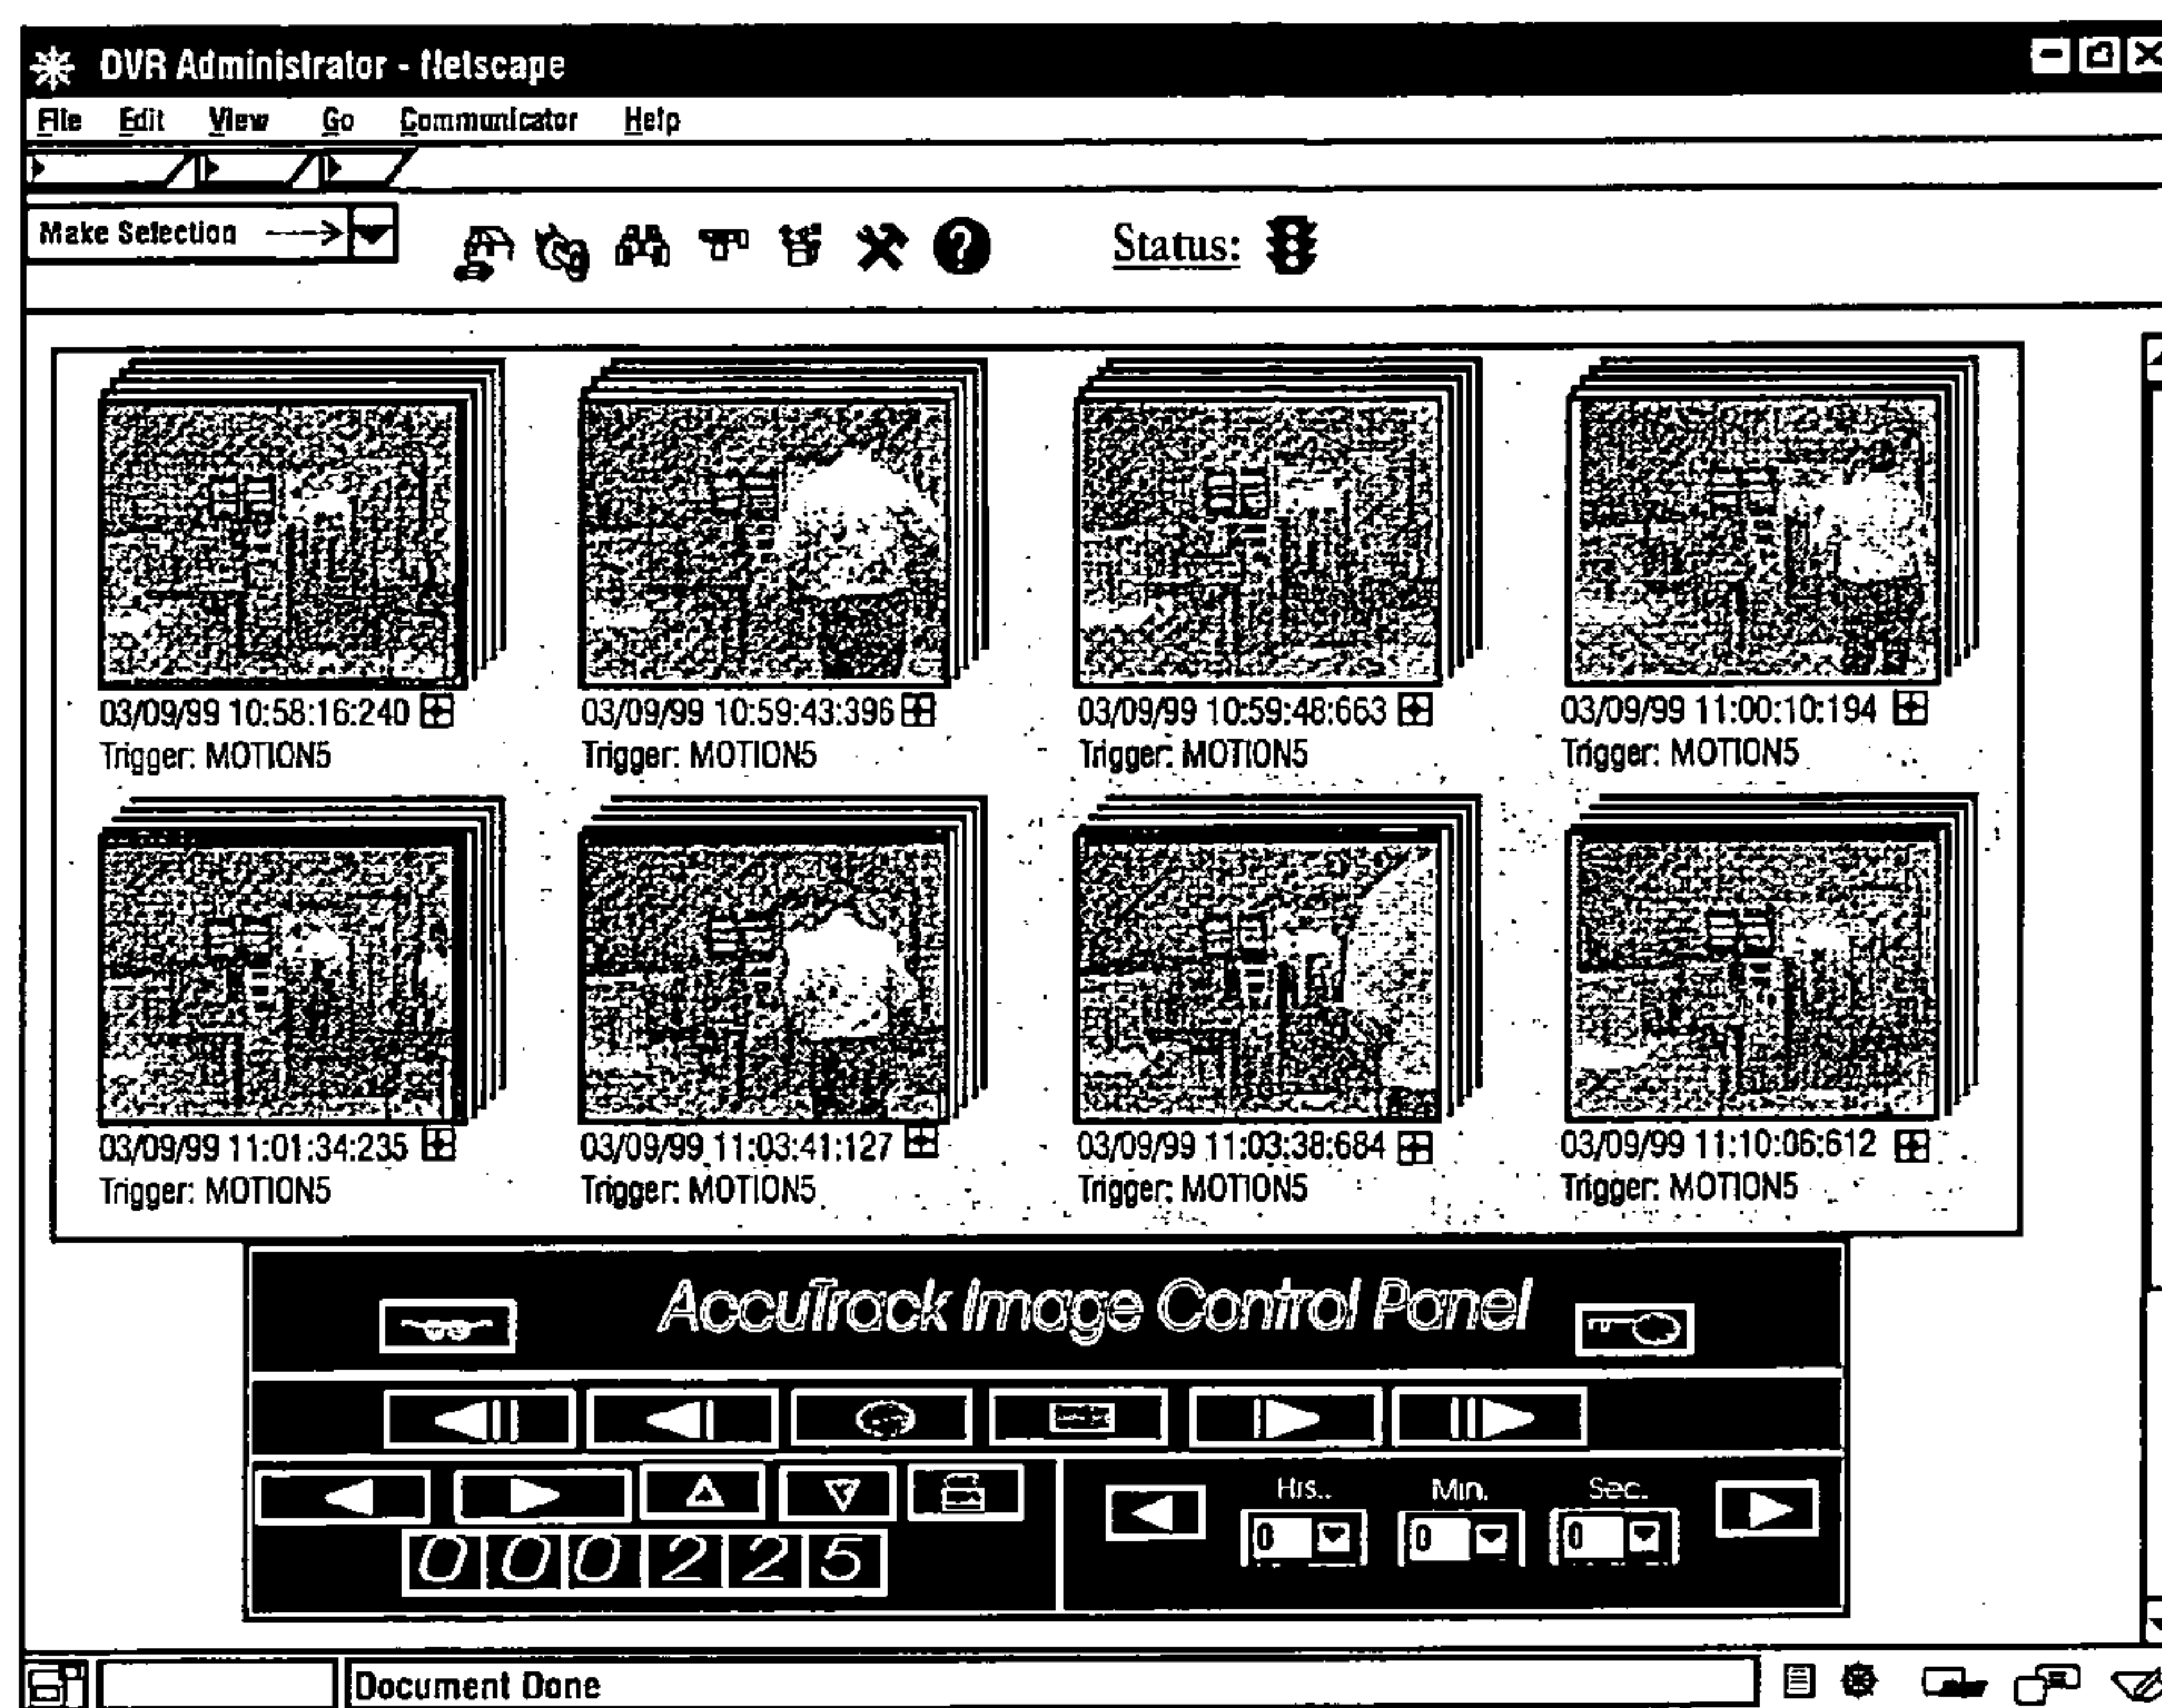 DVR Administrator - Netscape
File Edit View Go Communicator Help
Make Selection
Status:
03/09/99 10:58:16:240 03/09/99 10:59:43:396 03/09/99 10:59:48:663 03/09/99 11:00:10:194
Trigger: MOTION5 Trigger: MOTION5 Trigger: MOTION5 Trigger: MOTION5
03/09/99 11:01:34:235 03/09/99 11:03:41:127 03/09/99 11:03:38:684 03/09/99 11:10:06:612
Trigger: MOTION5 Trigger: MOTION5 Trigger: MOTION5 Trigger: MOTION5
AccuTrack Image Control Panel
Hrs.. Min. Sec.
000225 0 0 0
Document Done